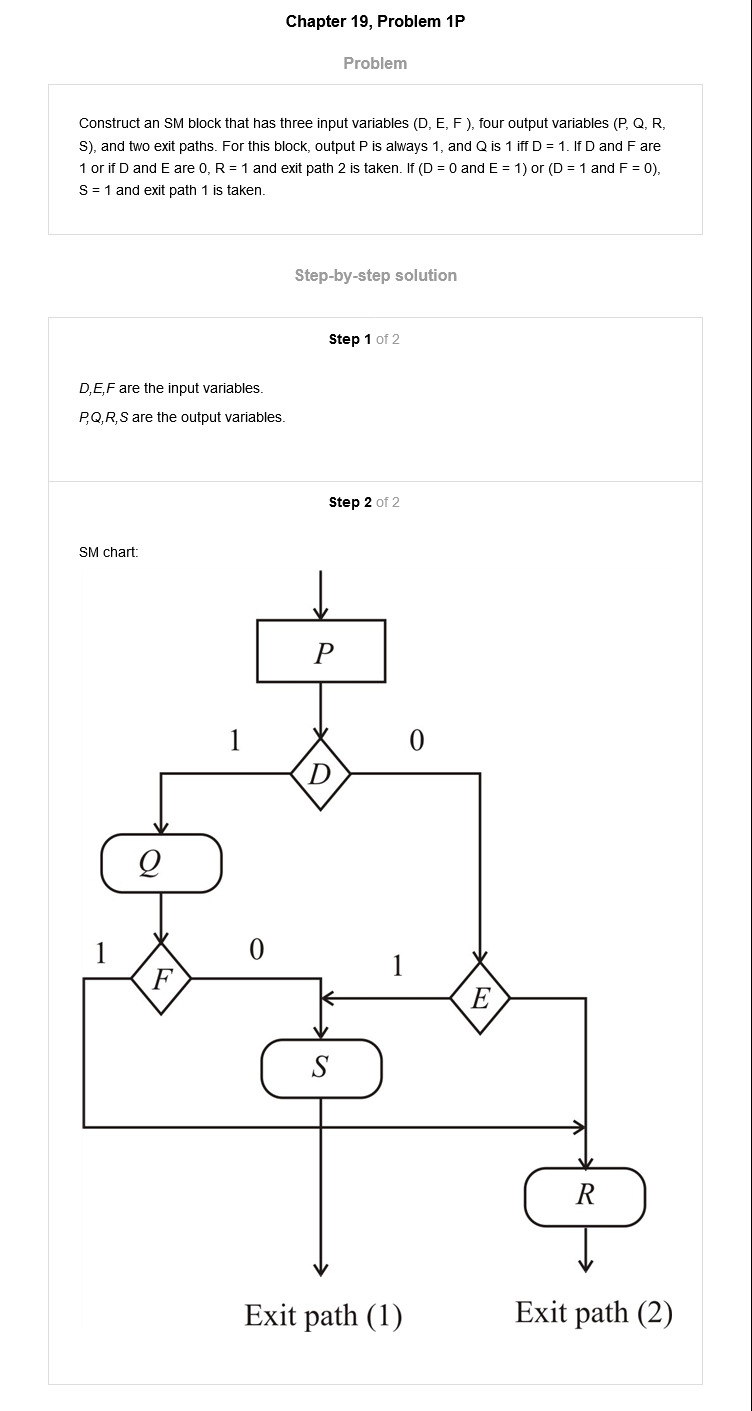 Chapter 19, Problem 1P
Problem
Construct an SM block that has three input variables (D, E, F ), four output variables (P, Q, R,
S), and two exit paths. For this block, output P is always 1, and Q is 1 iff D = 1. If D and F are
1 or if D and E are 0, R = 1 and exit path 2 is taken. If (D = 0 and E = 1) or (D = 1 and F = 0),
S = 1 and exit path 1 is taken.
Step-by-step solution
Step 1 of 2
D,E,F are the input variables.
P,Q,R,S are the output variables.
Step 2 of 2
SM chart:
P
1 0
D
Q
1 0 1
F E
S
R
Exit path (1) Exit path (2)